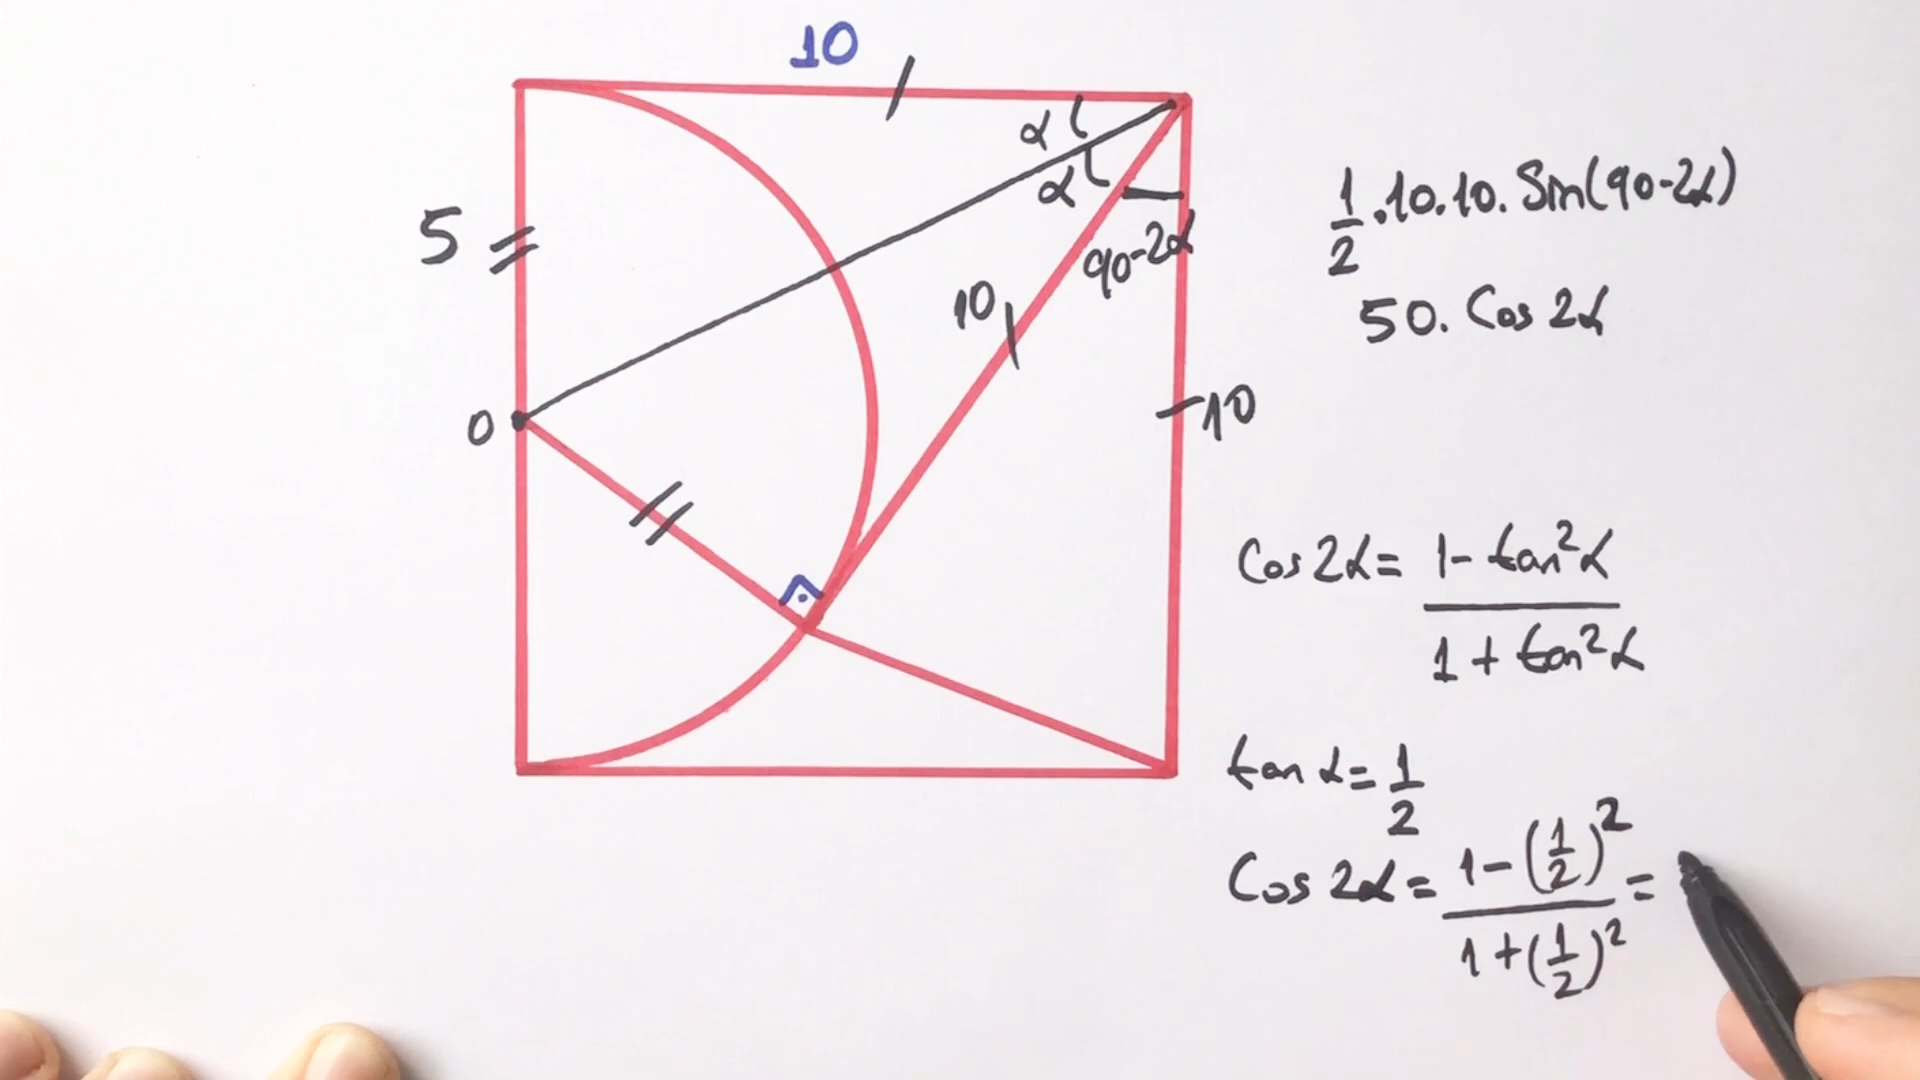 10
α
α
5
90-2α
10
0
10
1/2 . 10 . 10 . Sin(90-2α)
50 . Cos 2α
Cos 2α = (1 - tan²α)/(1 + tan²α)
tan α = 1/2
Cos 2α = (1 - (1/2)²)/(1 + (1/2)²) =